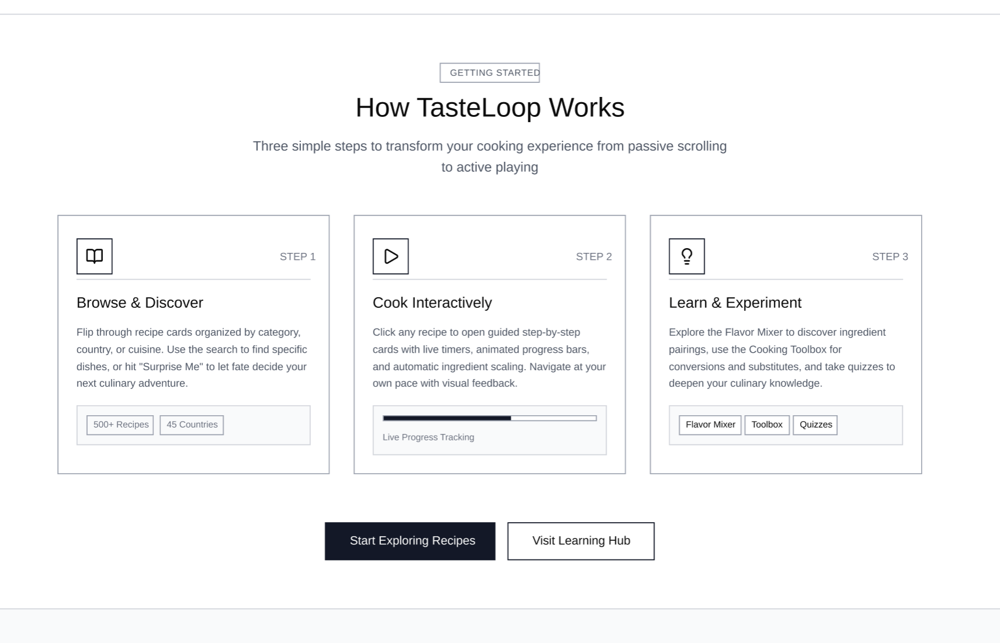 GETTING STARTED
How TasteLoop Works
Three simple steps to transform your cooking experience from passive scrolling
to active playing
STEP 1
Browse & Discover
Flip through recipe cards organized by category,
country, or cuisine. Use the search to find specific
dishes, or hit "Surprise Me" to let fate decide your
next culinary adventure.
500+ Recipes
45 Countries
STEP 2
Cook Interactively
Click any recipe to open guided step-by-step
cards with live timers, animated progress bars,
and automatic ingredient scaling. Navigate at your
own pace with visual feedback.
Live Progress Tracking
STEP 3
Learn & Experiment
Explore the Flavor Mixer to discover ingredient
pairings, use the Cooking Toolbox for
conversions and substitutes, and take quizzes to
deepen your culinary knowledge.
Flavor Mixer
Toolbox
Quizzes
Start Exploring Recipes
Visit Learning Hub